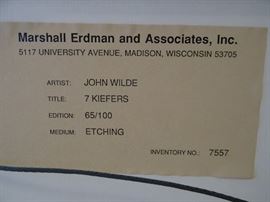 Marshall Erdman and Associates, Inc.
5117 UNIVERSITY AVENUE, MADISON, WISCONSIN 53705
ARTIST: JOHN WILDE
TITLE: 7 KIEFERS
EDITION: 65/100
MEDIUM: ETCHING
INVENTORY NO.: 7557